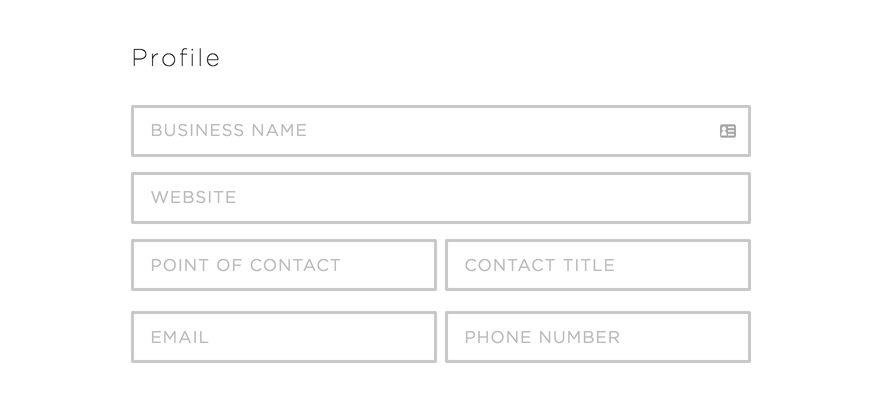 Profile
BUSINESS NAME
WEBSITE
POINT OF CONTACT
CONTACT TITLE
EMAIL
PHONE NUMBER